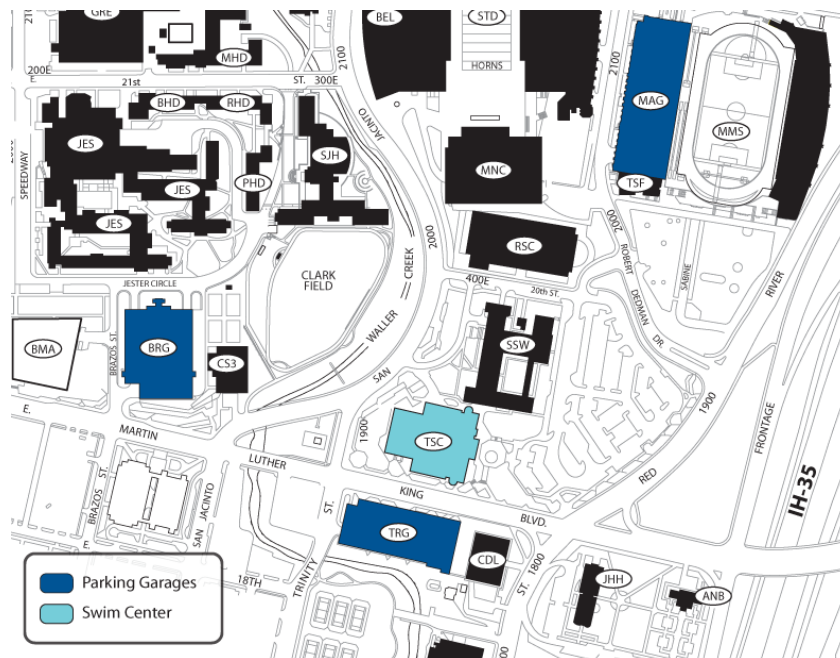 GRE
BEL
STD
MHD
2100
HORNS
200E
E.
21st
ST.
300E
2100
MAG
BHD
RHD
JACINTO
MMS
JES
SJH
MNC
SPEEDWAY
JES
PHD
TSF
JES
2000
RSC
2000
ROBERT
CLARK
FIELD
CREEK
400E
20th ST.
DEDMAN
SABINE
RIVER
JESTER CIRCLE
WALLER
DR.
BMA
BRAZOS ST.
BRG
SSW
CS3
SAN
1900
E.
MARTIN
1900
TSC
FRONTAGE
LUTHER
RED
KING
IH-35
BRAZOS ST.
SAN JACINTO
ST.
BLVD.
TRG
E.
CDL
1800
18TH
TRINITY
ST.
JHH
ANB
Parking Garages
Swim Center